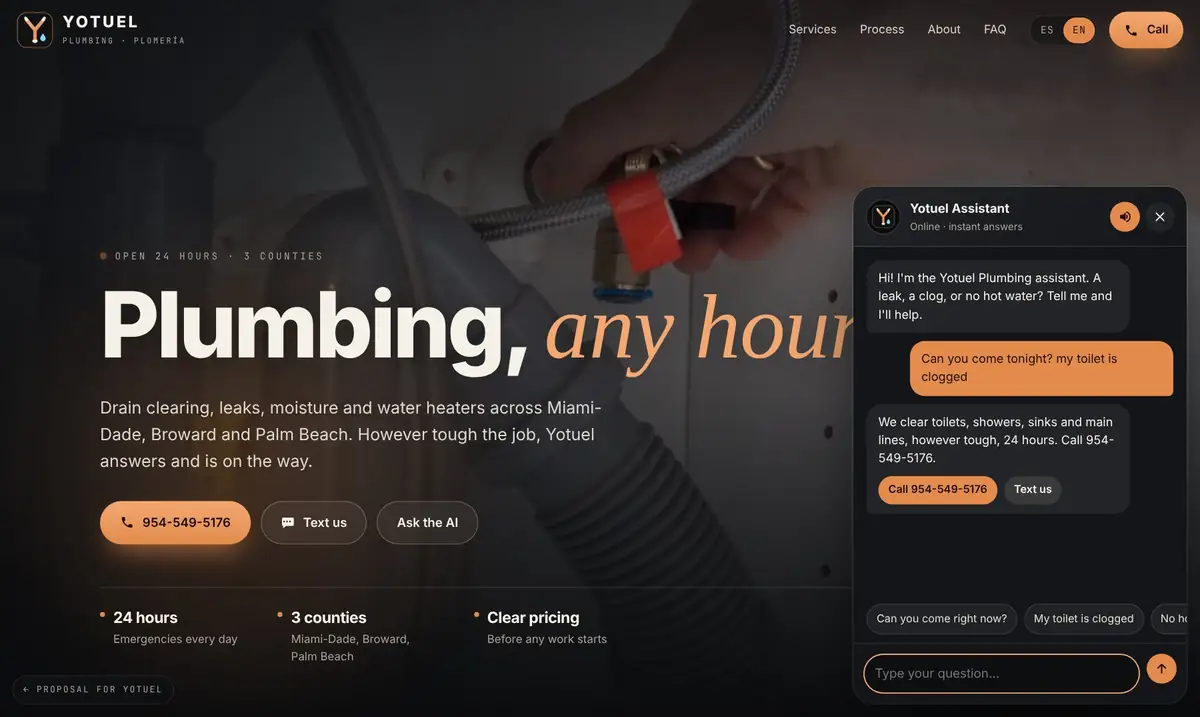 YOTUEL
PLUMBING · PLOMERÍA
Services
Process
About
FAQ
ES
EN
Call
OPEN 24 HOURS · 3 COUNTIES
Plumbing, any hour
Drain clearing, leaks, moisture and water heaters across Miami-
Dade, Broward and Palm Beach. However tough the job, Yotuel
answers and is on the way.
954-549-5176
Text us
Ask the AI
24 hours
Emergencies every day
3 counties
Miami-Dade, Broward,
Palm Beach
Clear pricing
Before any work starts
← PROPOSAL FOR YOTUEL
Yotuel Assistant
Online · instant answers
Hi! I'm the Yotuel Plumbing assistant. A
leak, a clog, or no hot water? Tell me and
I'll help.
Can you come tonight? my toilet is
clogged
We clear toilets, showers, sinks and main
lines, however tough, 24 hours. Call 954-
549-5176.
Call 954-549-5176
Text us
Can you come right now?
My toilet is clogged
No
Type your question...